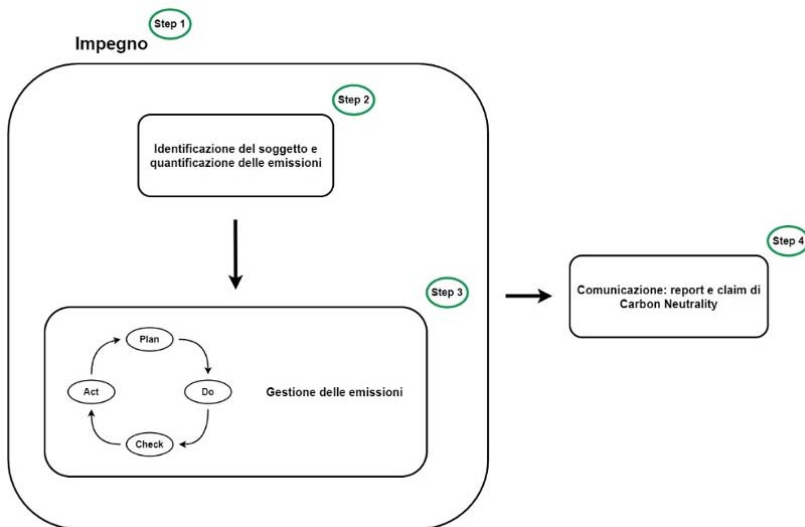 Step 1
Impegno
Step 2
Identificazione del soggetto e
quantificazione delle emissioni
Step 3
Plan
Act
Do
Check
Gestione delle emissioni
Step 4
Comunicazione: report e claim di
Carbon Neutrality